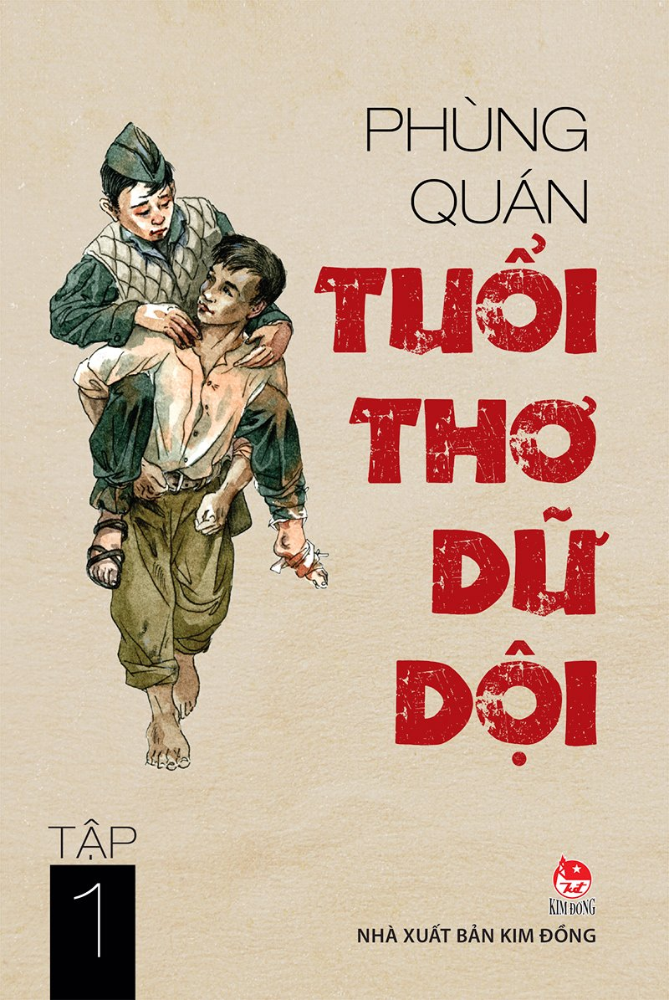 PHÙNG
QUÁN
TUỔI
THƠ
DỮ
DỘI
TẬP
1
KIM ĐỒNG
NHÀ XUẤT BẢN KIM ĐỒNG